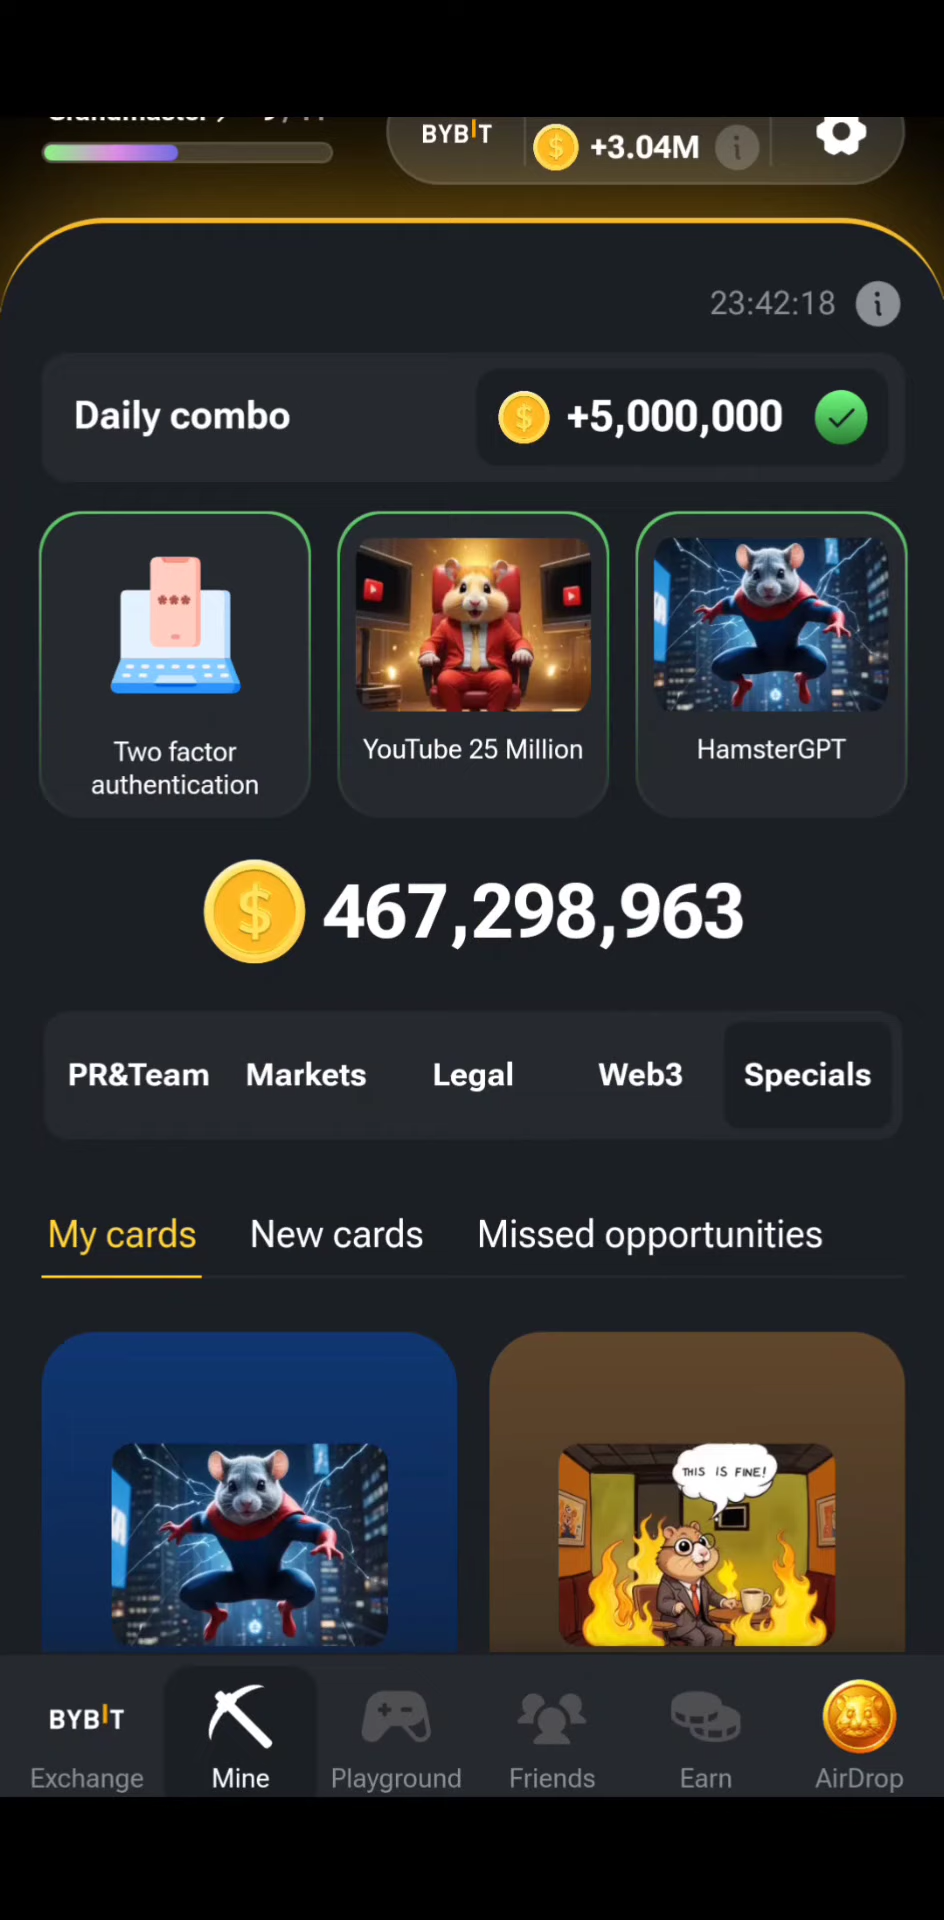 BYBIT
+3.04M
23:42:18
Daily combo
+5,000,000
Two factor
authentication
YouTube 25 Million
HamsterGPT
467,298,963
PR&Team
Markets
Legal
Web3
Specials
My cards
New cards
Missed opportunities
THIS IS FINE!
BYBIT
Exchange
Mine
Playground
Friends
Earn
AirDrop